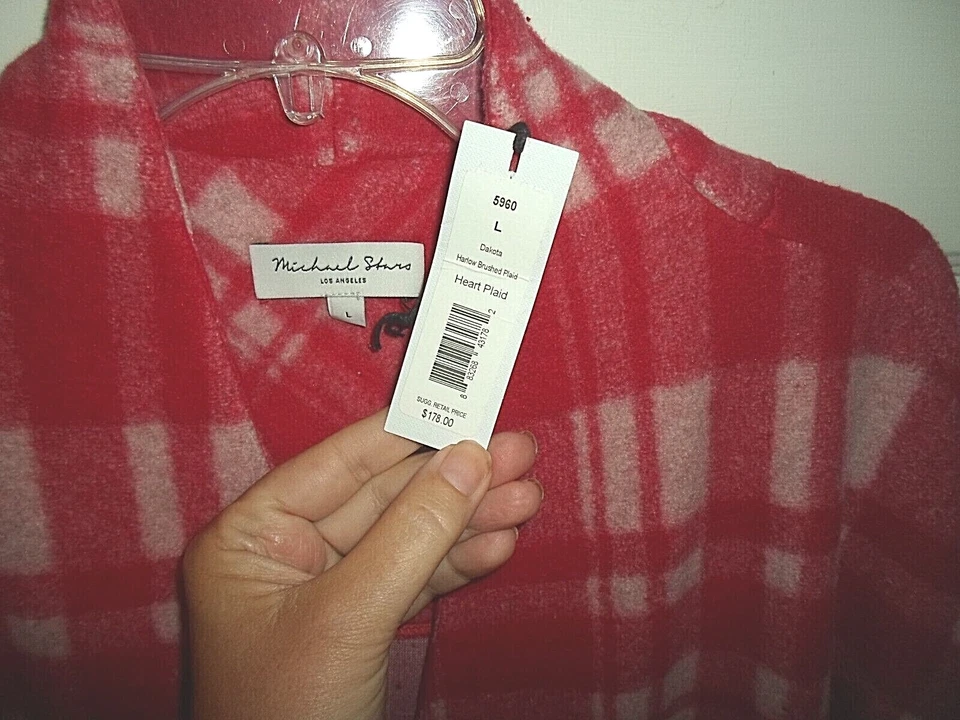 Michael Stars
LOS ANGELES
L
5960
L
Dakota
Harlow Brushed Plaid
Heart Plaid
SUGG. RETAIL PRICE
$178.00